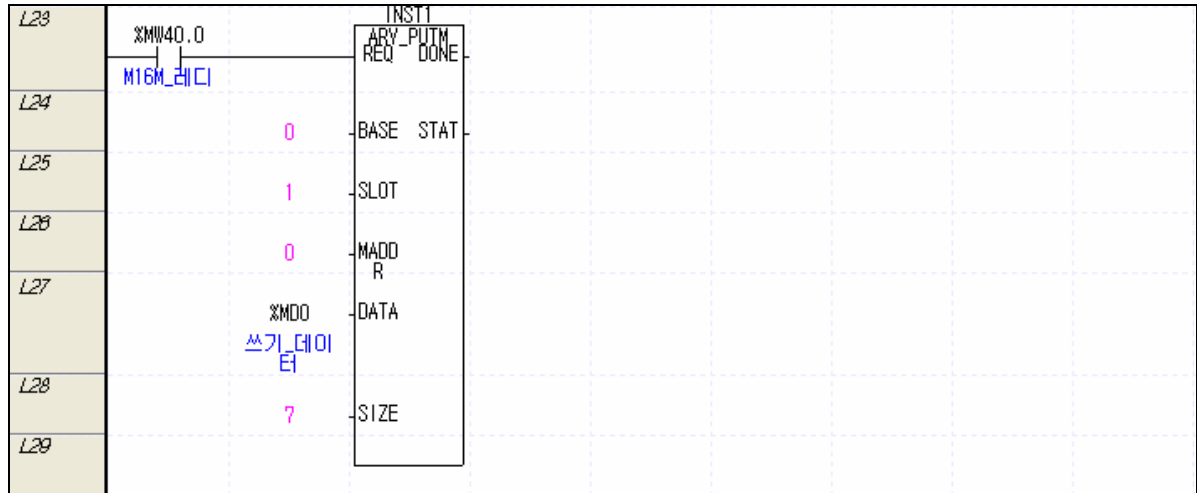 L23
INST1
%MW40.0
ARY_PUTM
REQ DONE
M16M_레디
L24
0
BASE STAT
L25
1
SLOT
L26
0
MADD
R
L27
%MD0
DATA
쓰기_데이
터
L28
7
SIZE
L29